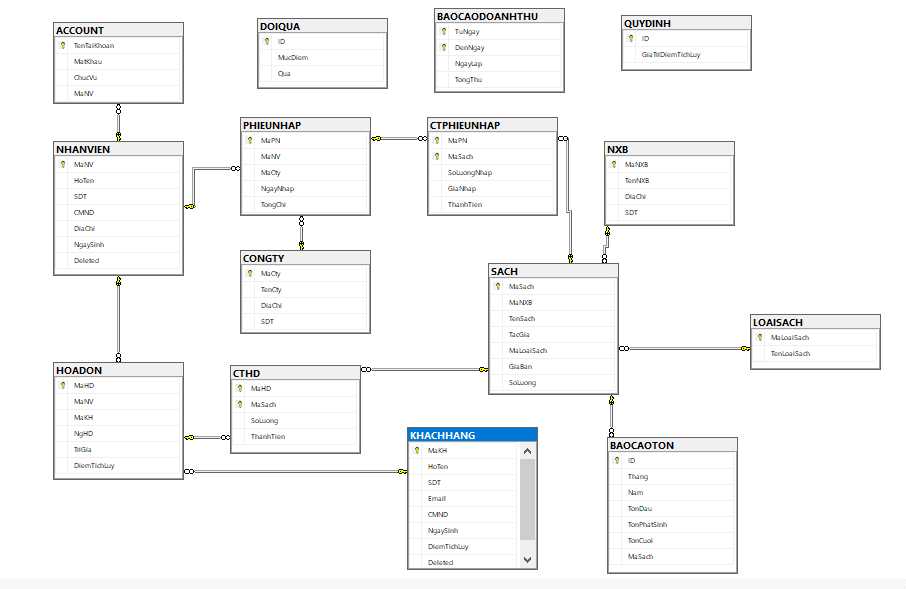 ACCOUNT
TenTaiKhoan
MatKhau
ChucVu
MaNV
DOIQUA
ID
MucDiem
Qua
BAOCAODOANHTHU
TuNgay
DenNgay
NgayLap
TongThu
QUYDINH
ID
GiaTriDiemTichLuy
NHANVIEN
MaNV
HoTen
SDT
CMND
DiaChi
NgaySinh
Deleted
PHIEUNHAP
MaPN
MaNV
MaCty
NgayNhap
TongChi
CTPHIEUNHAP
MaPN
MaSach
SoLuongNhap
GiaNhap
ThanhTien
NXB
MaNXB
TenNXB
DiaChi
SDT
CONGTY
MaCty
TenCty
DiaChi
SDT
SACH
MaSach
MaNXB
TenSach
TacGia
MaLoaiSach
GiaBan
SoLuong
LOAISACH
MaLoaiSach
TenLoaiSach
HOADON
MaHD
MaNV
MaKH
NgHD
TriGia
DiemTichLuy
CTHD
MaHD
MaSach
SoLuong
ThanhTien
KHACHHANG
MaKH
HoTen
SDT
Email
CMND
NgaySinh
DiemTichLuy
Deleted
BAOCAOTON
ID
Thang
Nam
TonDau
TonPhatSinh
TonCuoi
MaSach